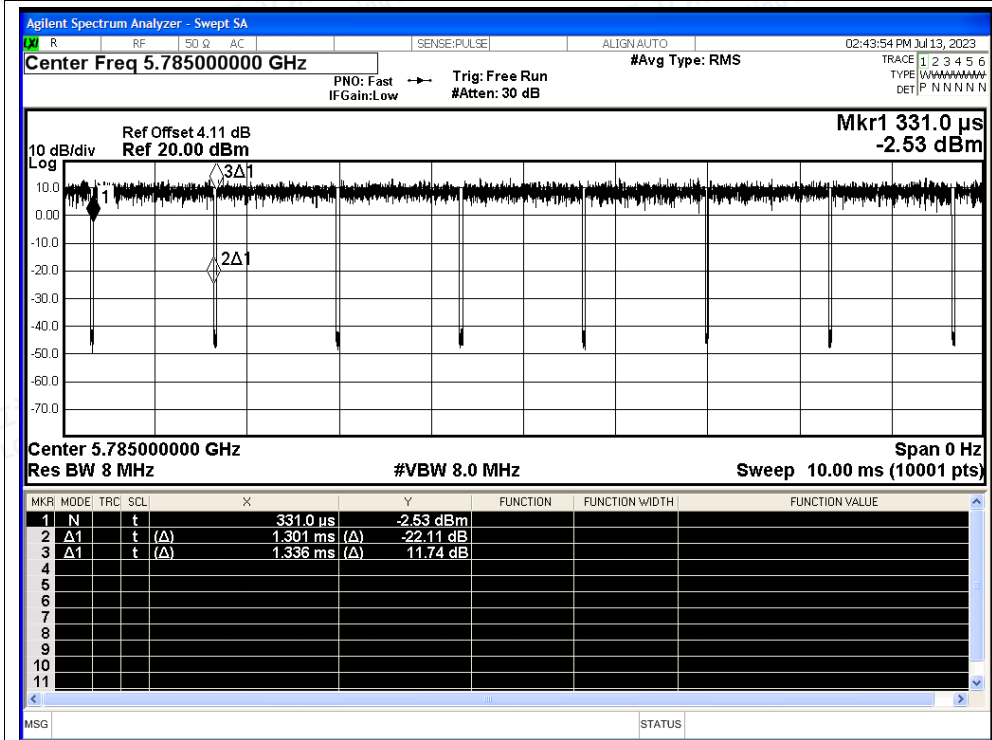 Agilent Spectrum Analyzer - Swept SA
LXI R RF 50 Ω AC SENSE:PULSE ALIGN AUTO 02:43:54 PM Jul 13, 2023
Center Freq 5.785000000 GHz #Avg Type: RMS TRACE 1 2 3 4 5 6
PNO: Fast Trig: Free Run TYPE
IFGain:Low #Atten: 30 dB DET P N N N N N
Mkr1 331.0 µs
Ref Offset 4.11 dB
10 dB/div Ref 20.00 dBm -2.53 dBm
Log
3Δ1
10.0
1
0.00
-10.0
2Δ1
-20.0
-30.0
-40.0
-50.0
-60.0
-70.0
Center 5.785000000 GHz Span 0 Hz
Res BW 8 MHz #VBW 8.0 MHz Sweep 10.00 ms (10001 pts)
MKR MODE TRC SCL X Y FUNCTION FUNCTION WIDTH FUNCTION VALUE
1 N t 331.0 µs -2.53 dBm
2 Δ1 t (Δ) 1.301 ms (Δ) -22.11 dB
3 Δ1 t (Δ) 1.336 ms (Δ) 11.74 dB
4
5
6
7
8
9
10
11
MSG STATUS